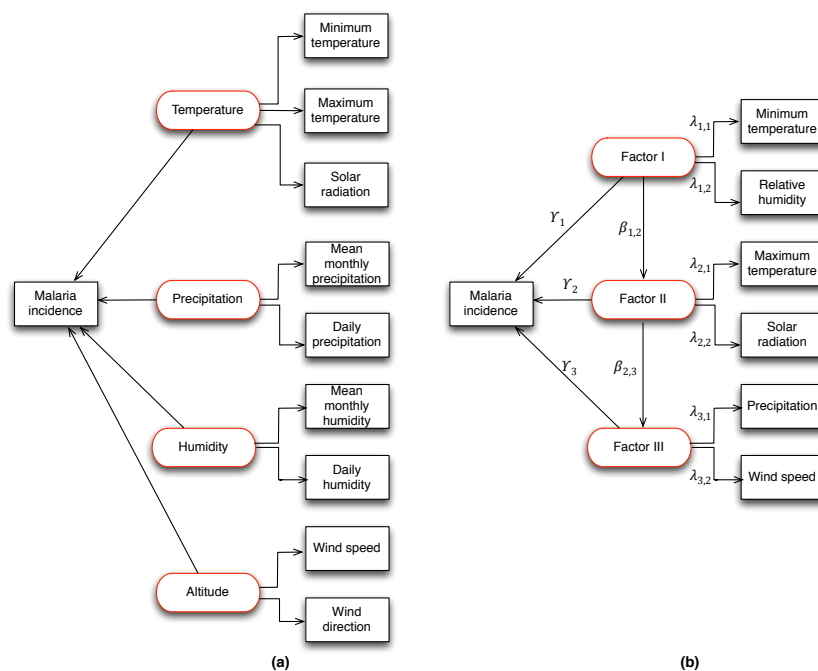 Minimum
temperature
Temperature
Maximum
temperature
Solar
radiation
Malaria
incidence
Precipitation
Mean
monthly
precipitation
Daily
precipitation
Humidity
Mean
monthly
humidity
Daily
humidity
Altitude
Wind speed
Wind
direction
(a)
Factor I
λ1,1
Minimum
temperature
λ1,2
Relative
humidity
ϒ1
β1,2
Malaria
incidence
ϒ2
Factor II
λ2,1
Maximum
temperature
λ2,2
Solar
radiation
ϒ3
β2,3
Factor III
λ3,1
Precipitation
λ3,2
Wind speed
(b)